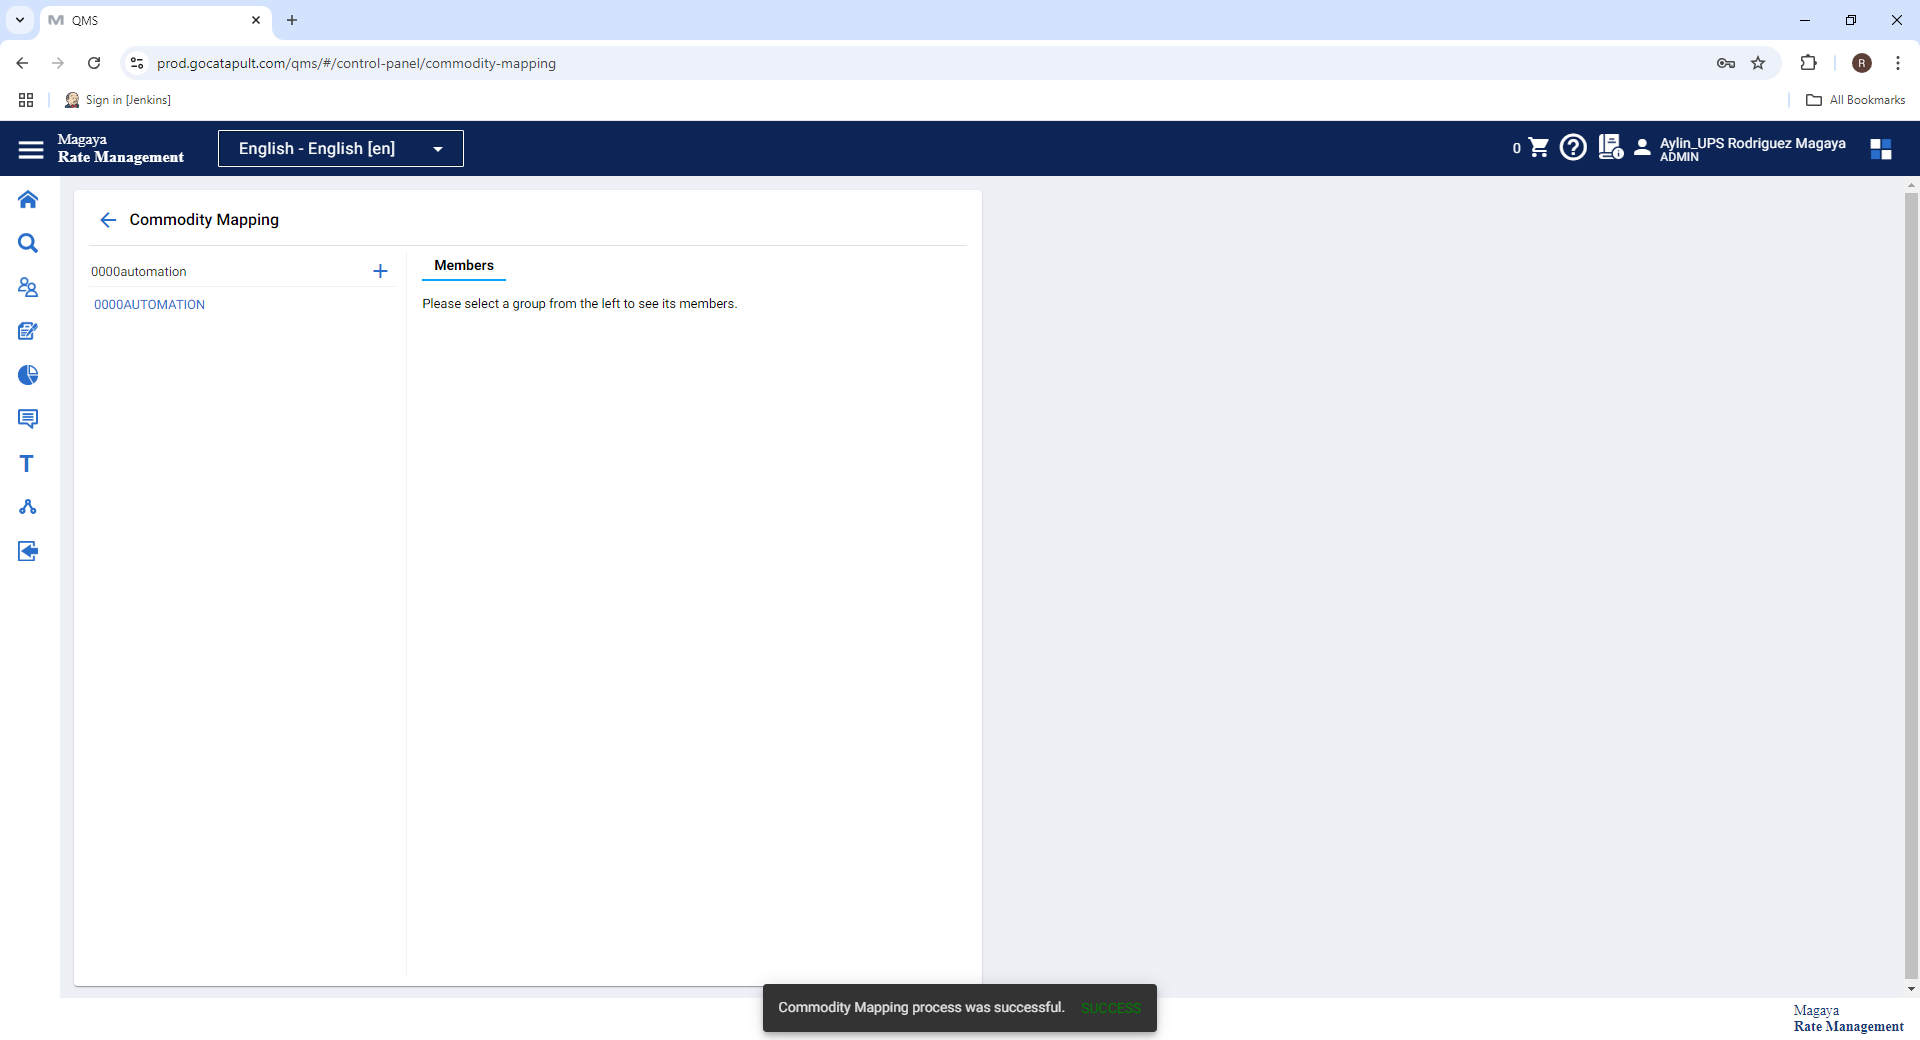 QMS
prod.gocatapult.com/qms/#/control-panel/commodity-mapping
R
Sign in [Jenkins]
All Bookmarks
Magaya
Rate Management
English - English [en]
0
Aylin_UPS Rodriguez Magaya
ADMIN
Commodity Mapping
0000automation
0000AUTOMATION
Members
Please select a group from the left to see its members.
Commodity Mapping process was successful. SUCCESS
Magaya
Rate Management